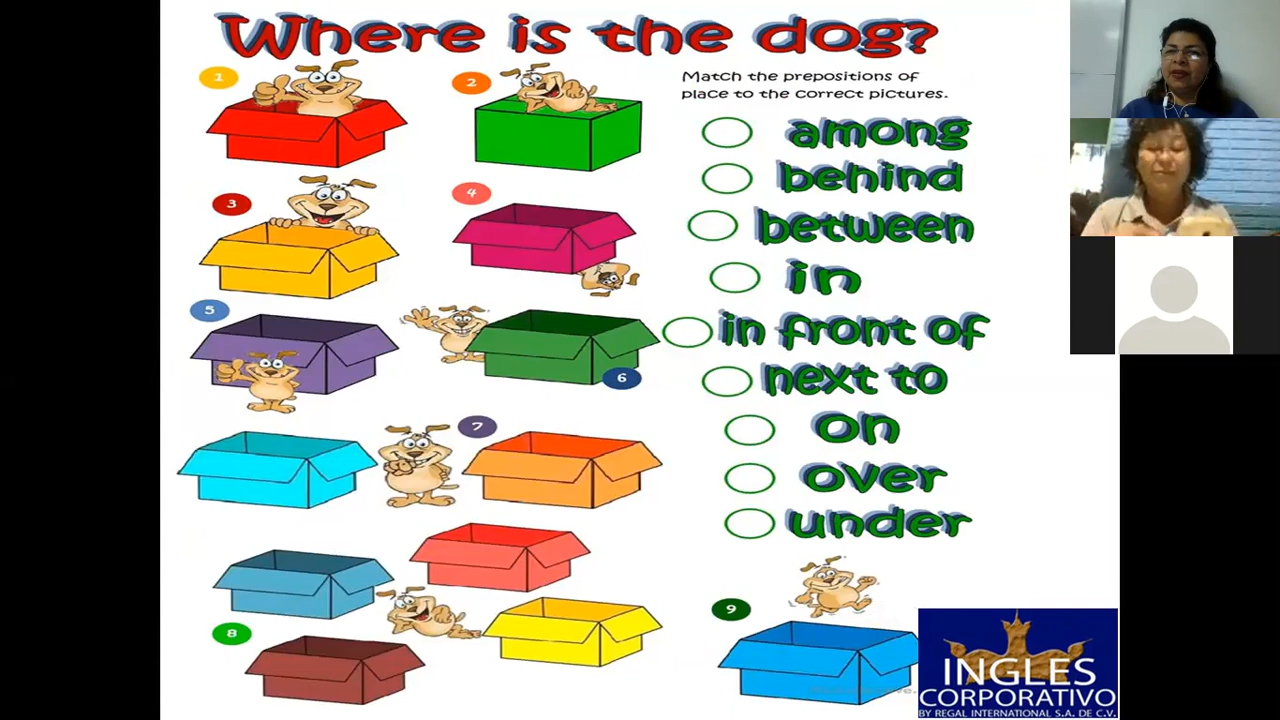 Where is the dog?
1
2
Match the prepositions of
place to the correct pictures.
among
behind
3
4
between
in
5
in front of
6
next to
7
on
over
under
8
9
INGLES
CORPORATIVO
BY REGAL INTERNATIONAL S.A. DE C.V.